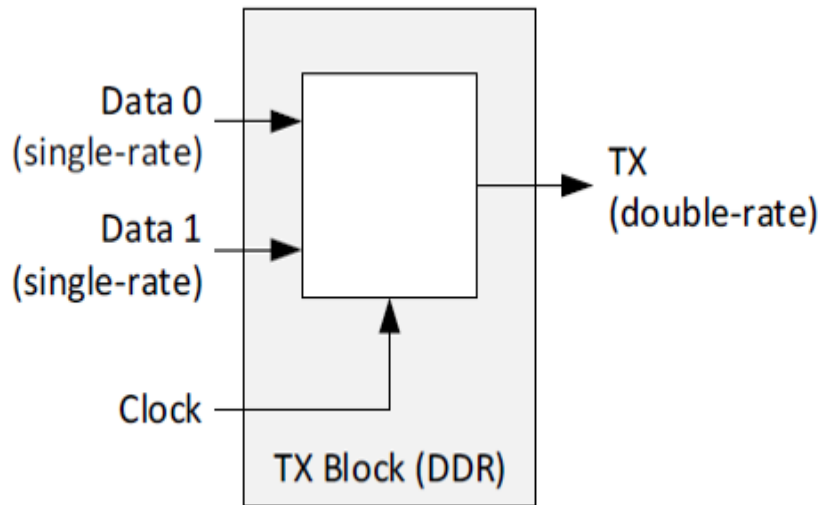 Data 0
(single-rate)
TX
(double-rate)
Data 1
(single-rate)
Clock
TX Block (DDR)